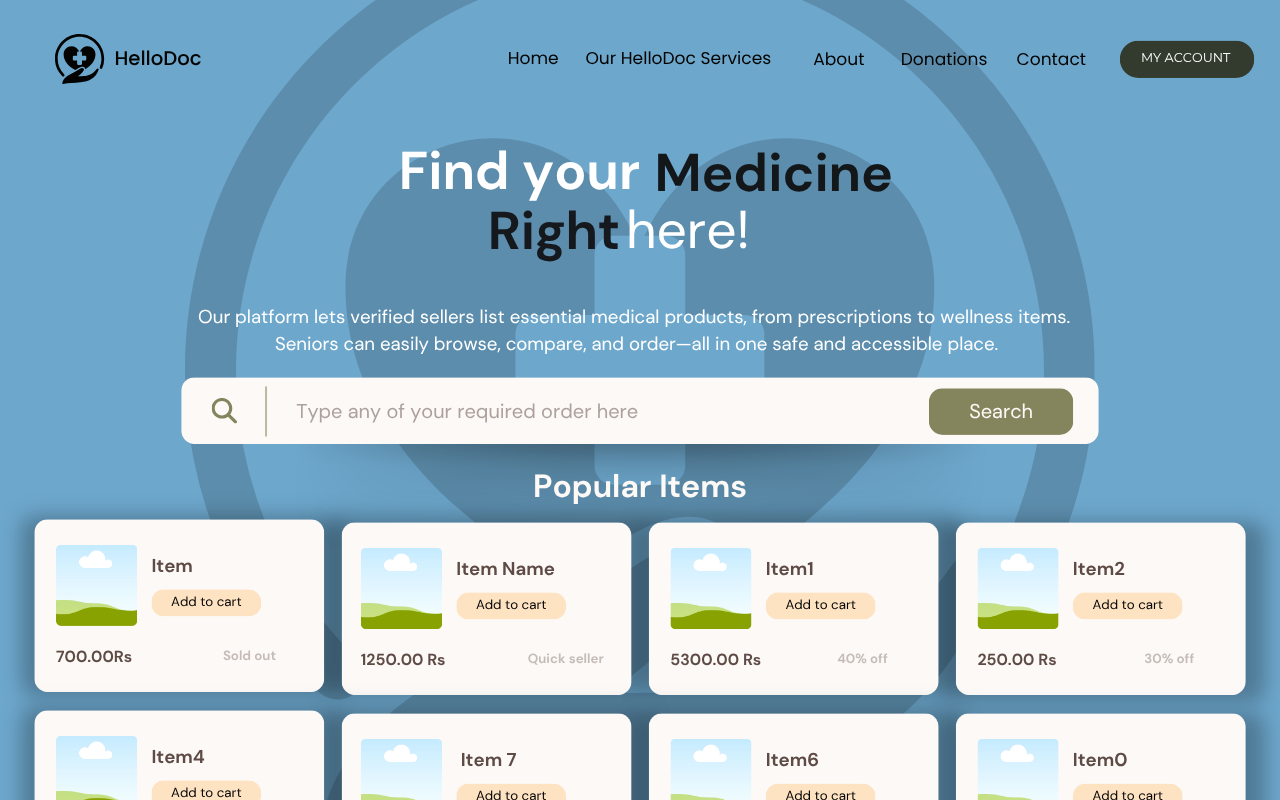 HelloDoc
Home Our HelloDoc Services About Donations Contact MY ACCOUNT
Find your Medicine
Right here!
Our platform lets verified sellers list essential medical products, from prescriptions to wellness items.
Seniors can easily browse, compare, and order—all in one safe and accessible place.
Type any of your required order here Search
Popular Items
Item
Add to cart
700.00Rs Sold out
Item Name
Add to cart
1250.00 Rs Quick seller
Item1
Add to cart
5300.00 Rs 40% off
Item2
Add to cart
250.00 Rs 30% off
Item4
Add to cart
Item 7
Add to cart
Item6
Add to cart
Item0
Add to cart